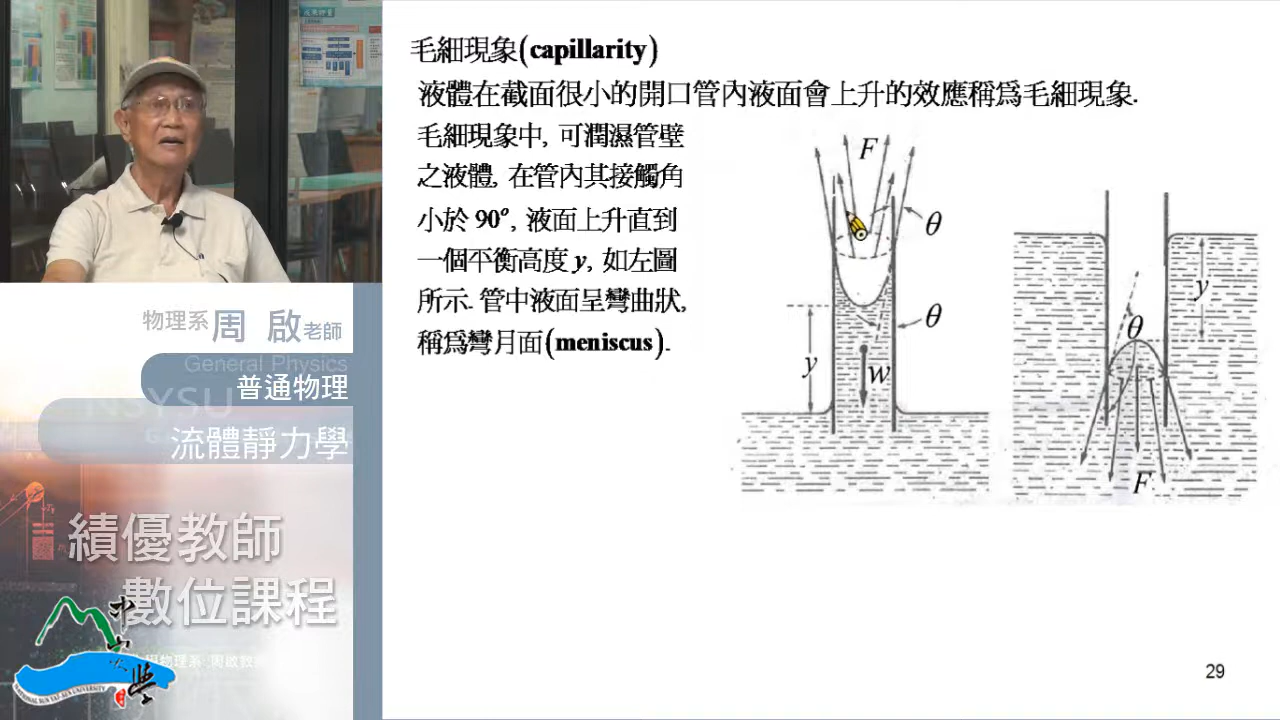 毛細現象(capillarity)
液體在截面很小的開口管內液面會上升的效應稱為毛細現象.
毛細現象中, 可潤濕管壁
之液體, 在管內其接觸角
小於 90°, 液面上升直到
一個平衡高度 y, 如左圖
所示. 管中液面呈彎曲狀,
稱為彎月面(meniscus).
F
θ
θ
y
w
y
θ
F
物理系周 啟老師
General Physics
普通物理
NSYSU
流體靜力學
績優教師
數位課程
29